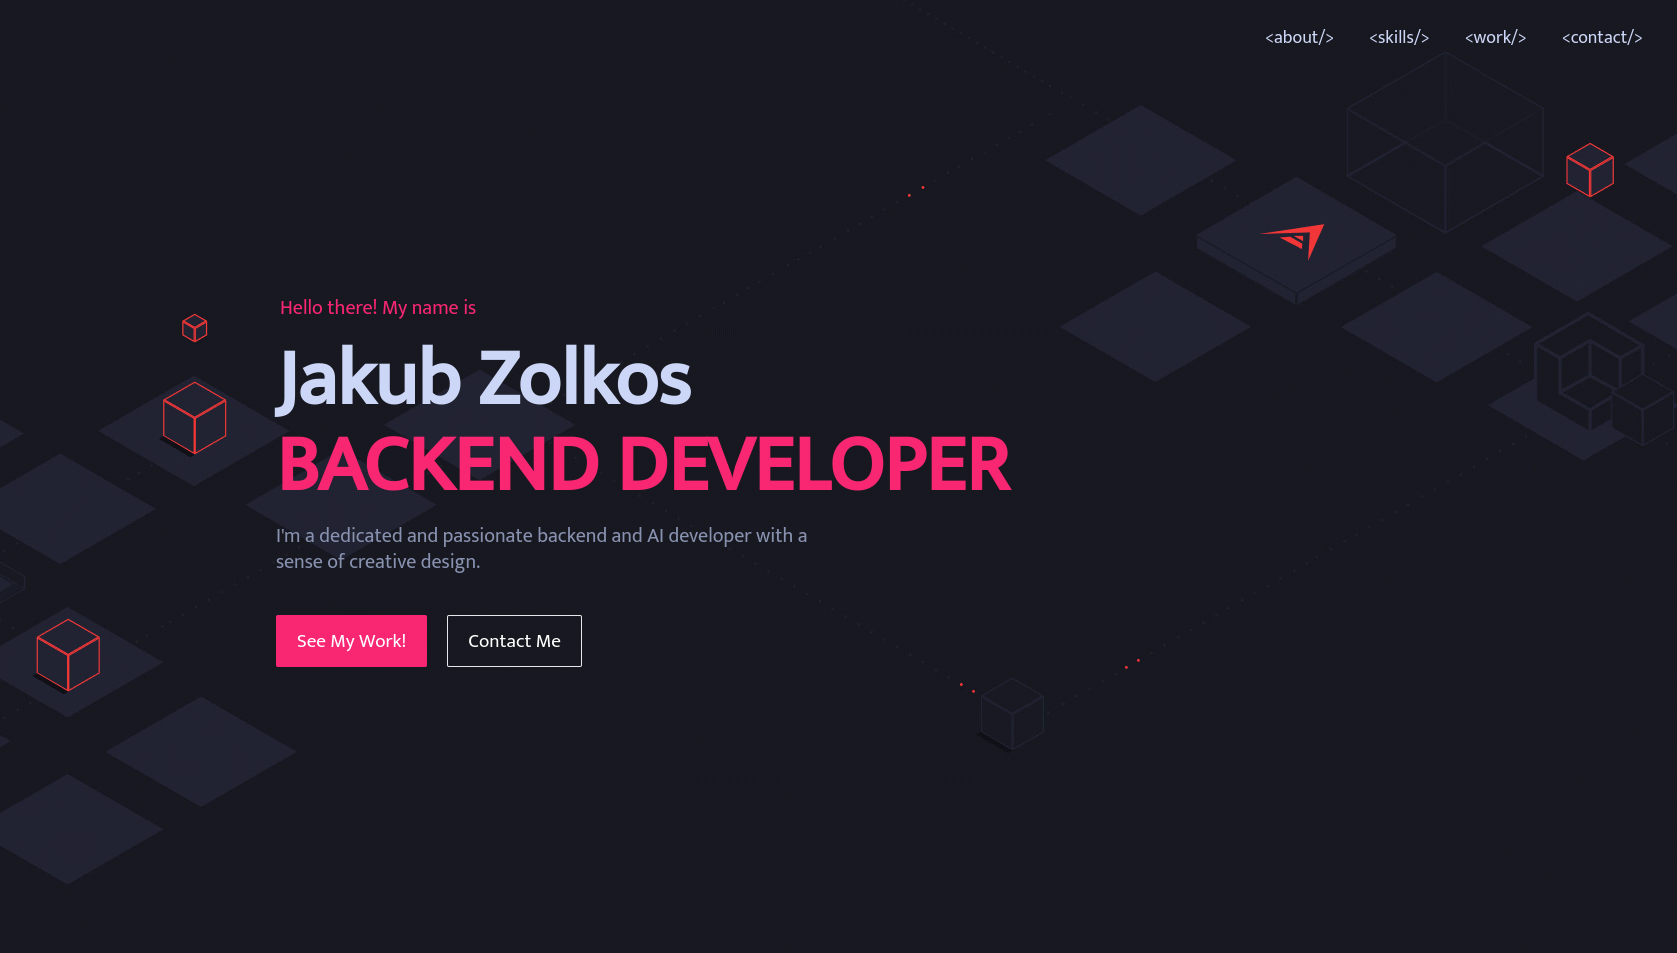 <about/> <skills/> <work/> <contact/>
Hello there! My name is
Jakub Zolkos
BACKEND DEVELOPER
I'm a dedicated and passionate backend and AI developer with a
sense of creative design.
See My Work! Contact Me